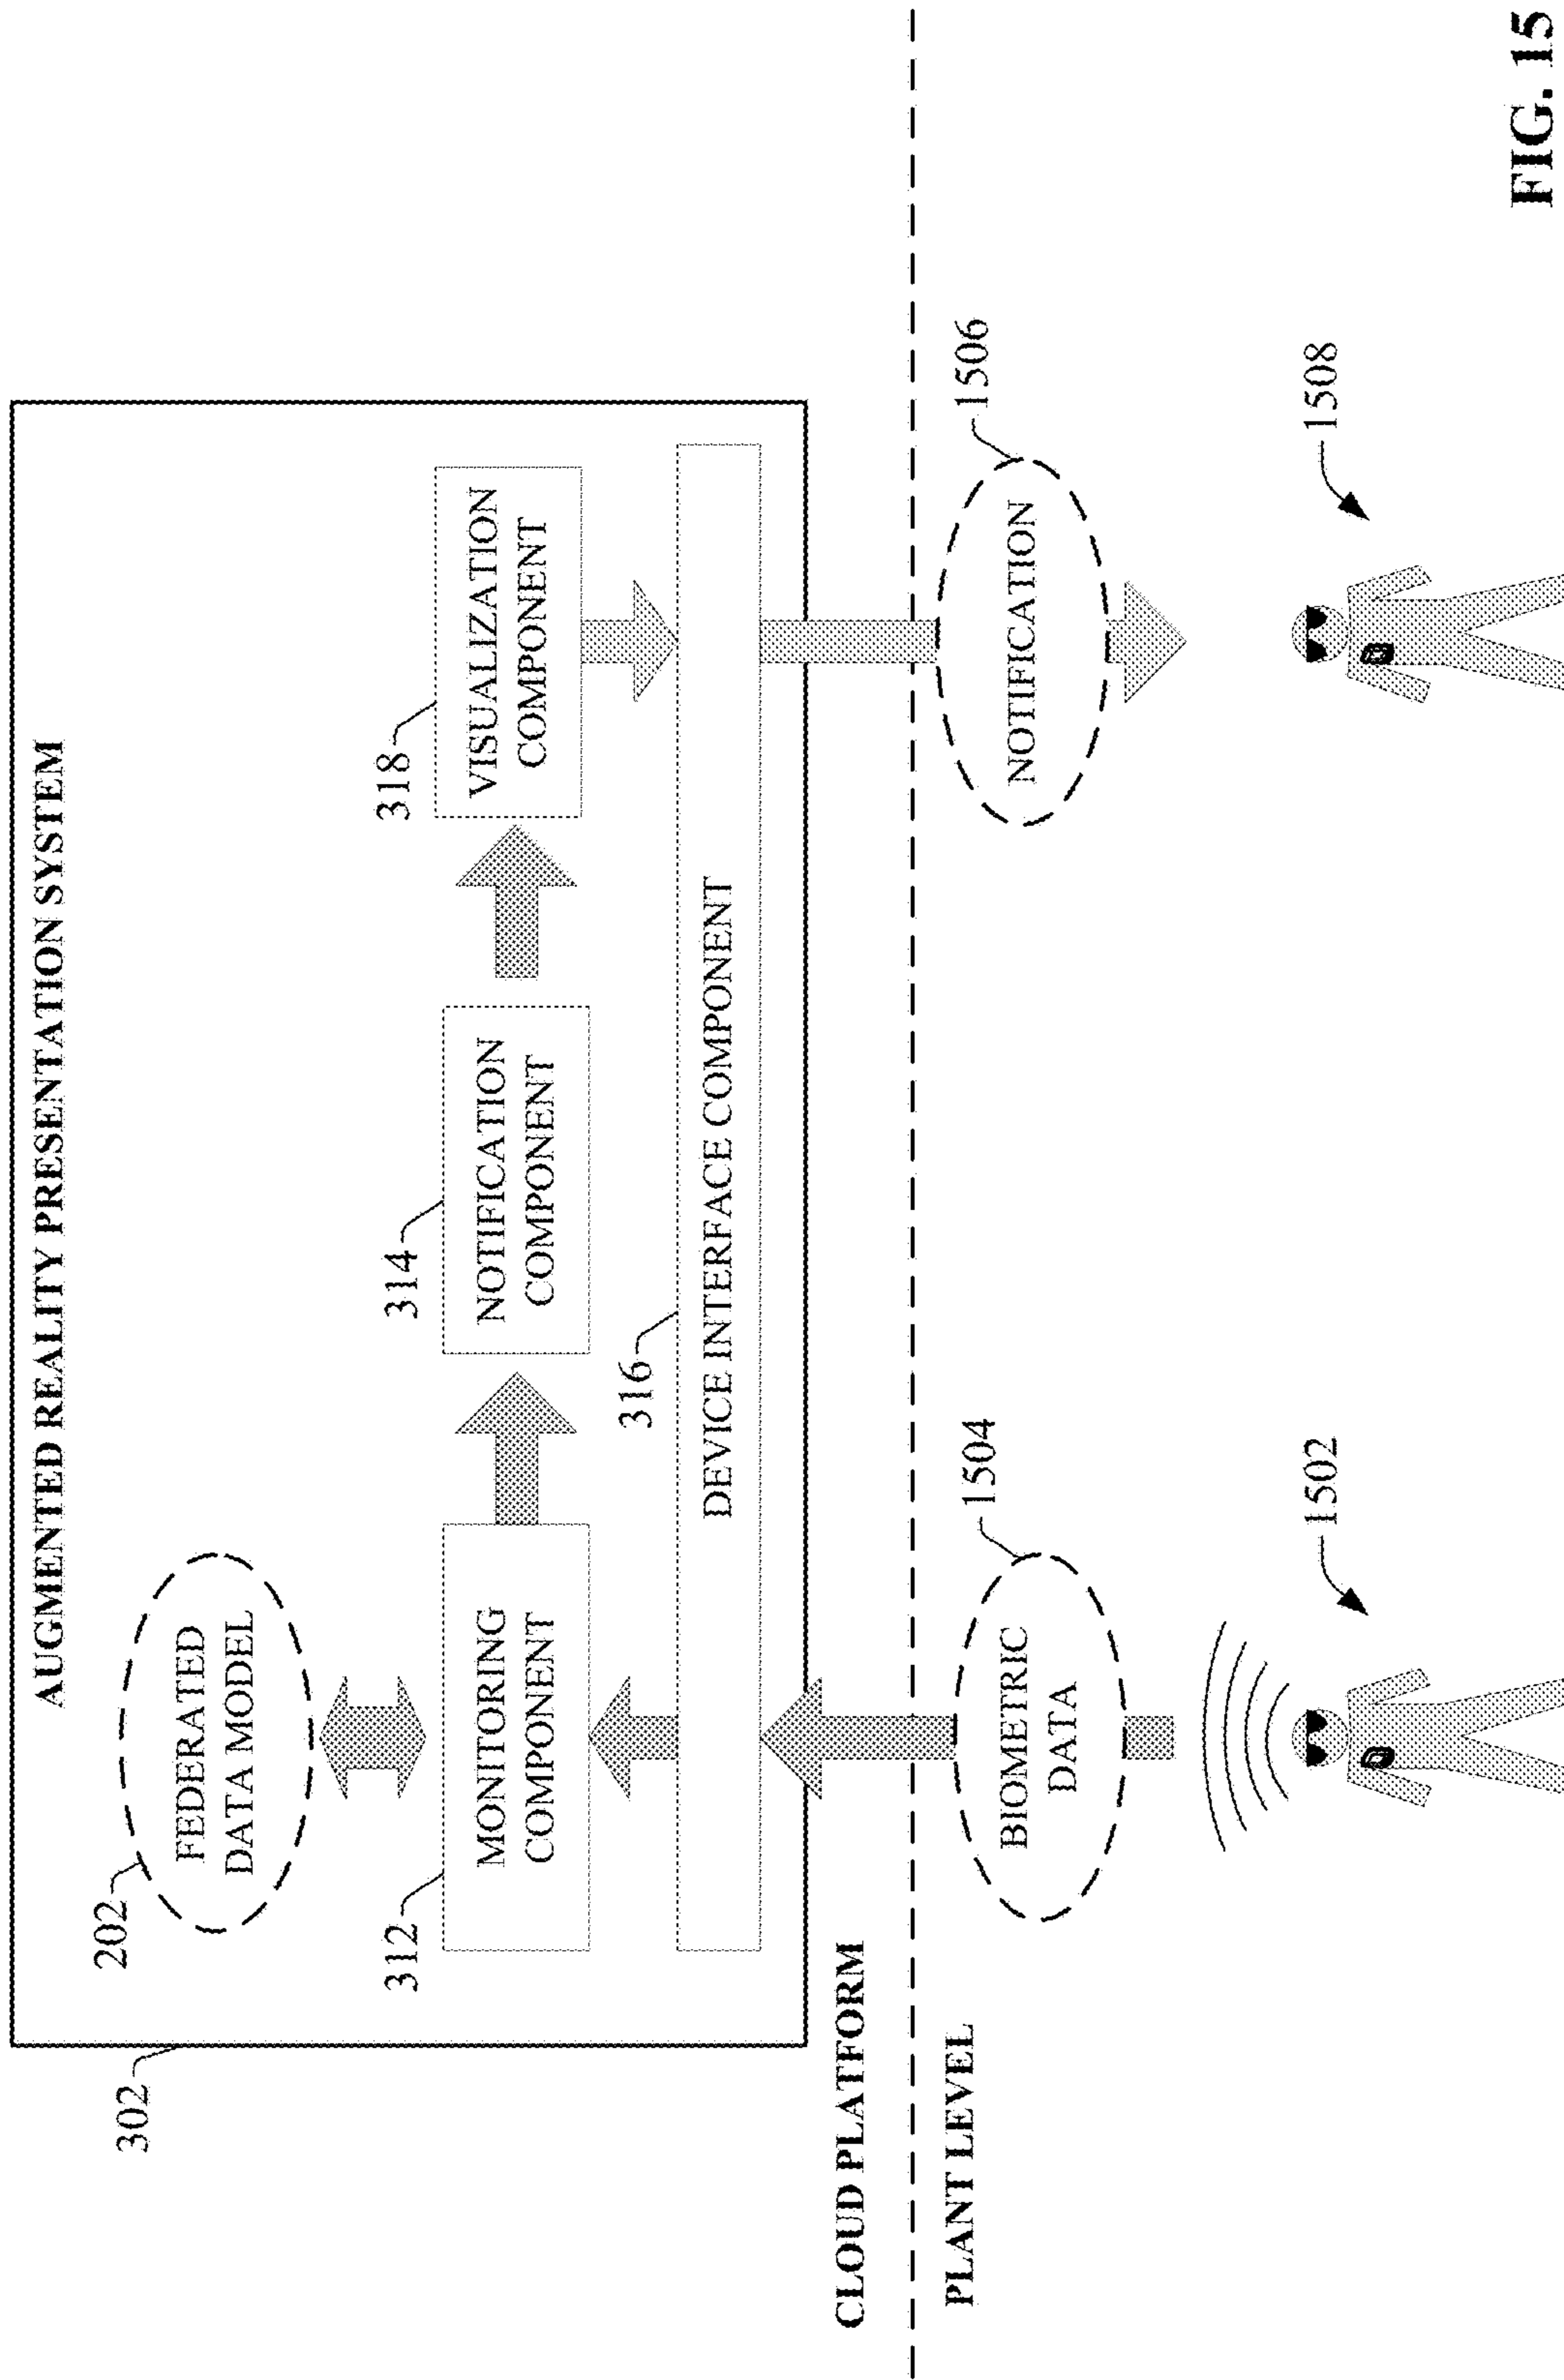 AUGMENTED REALITY PRESENTATION SYSTEM
302
202
FEDERATED
DATA MODEL
312
MONITORING
COMPONENT
314
NOTIFICATION
COMPONENT
318
VISUALIZATION
COMPONENT
316
DEVICE INTERFACE COMPONENT
CLOUD PLATFORM
PLANT LEVEL
1504
BIOMETRIC
DATA
1506
NOTIFICATION
1502
1508
FIG. 15